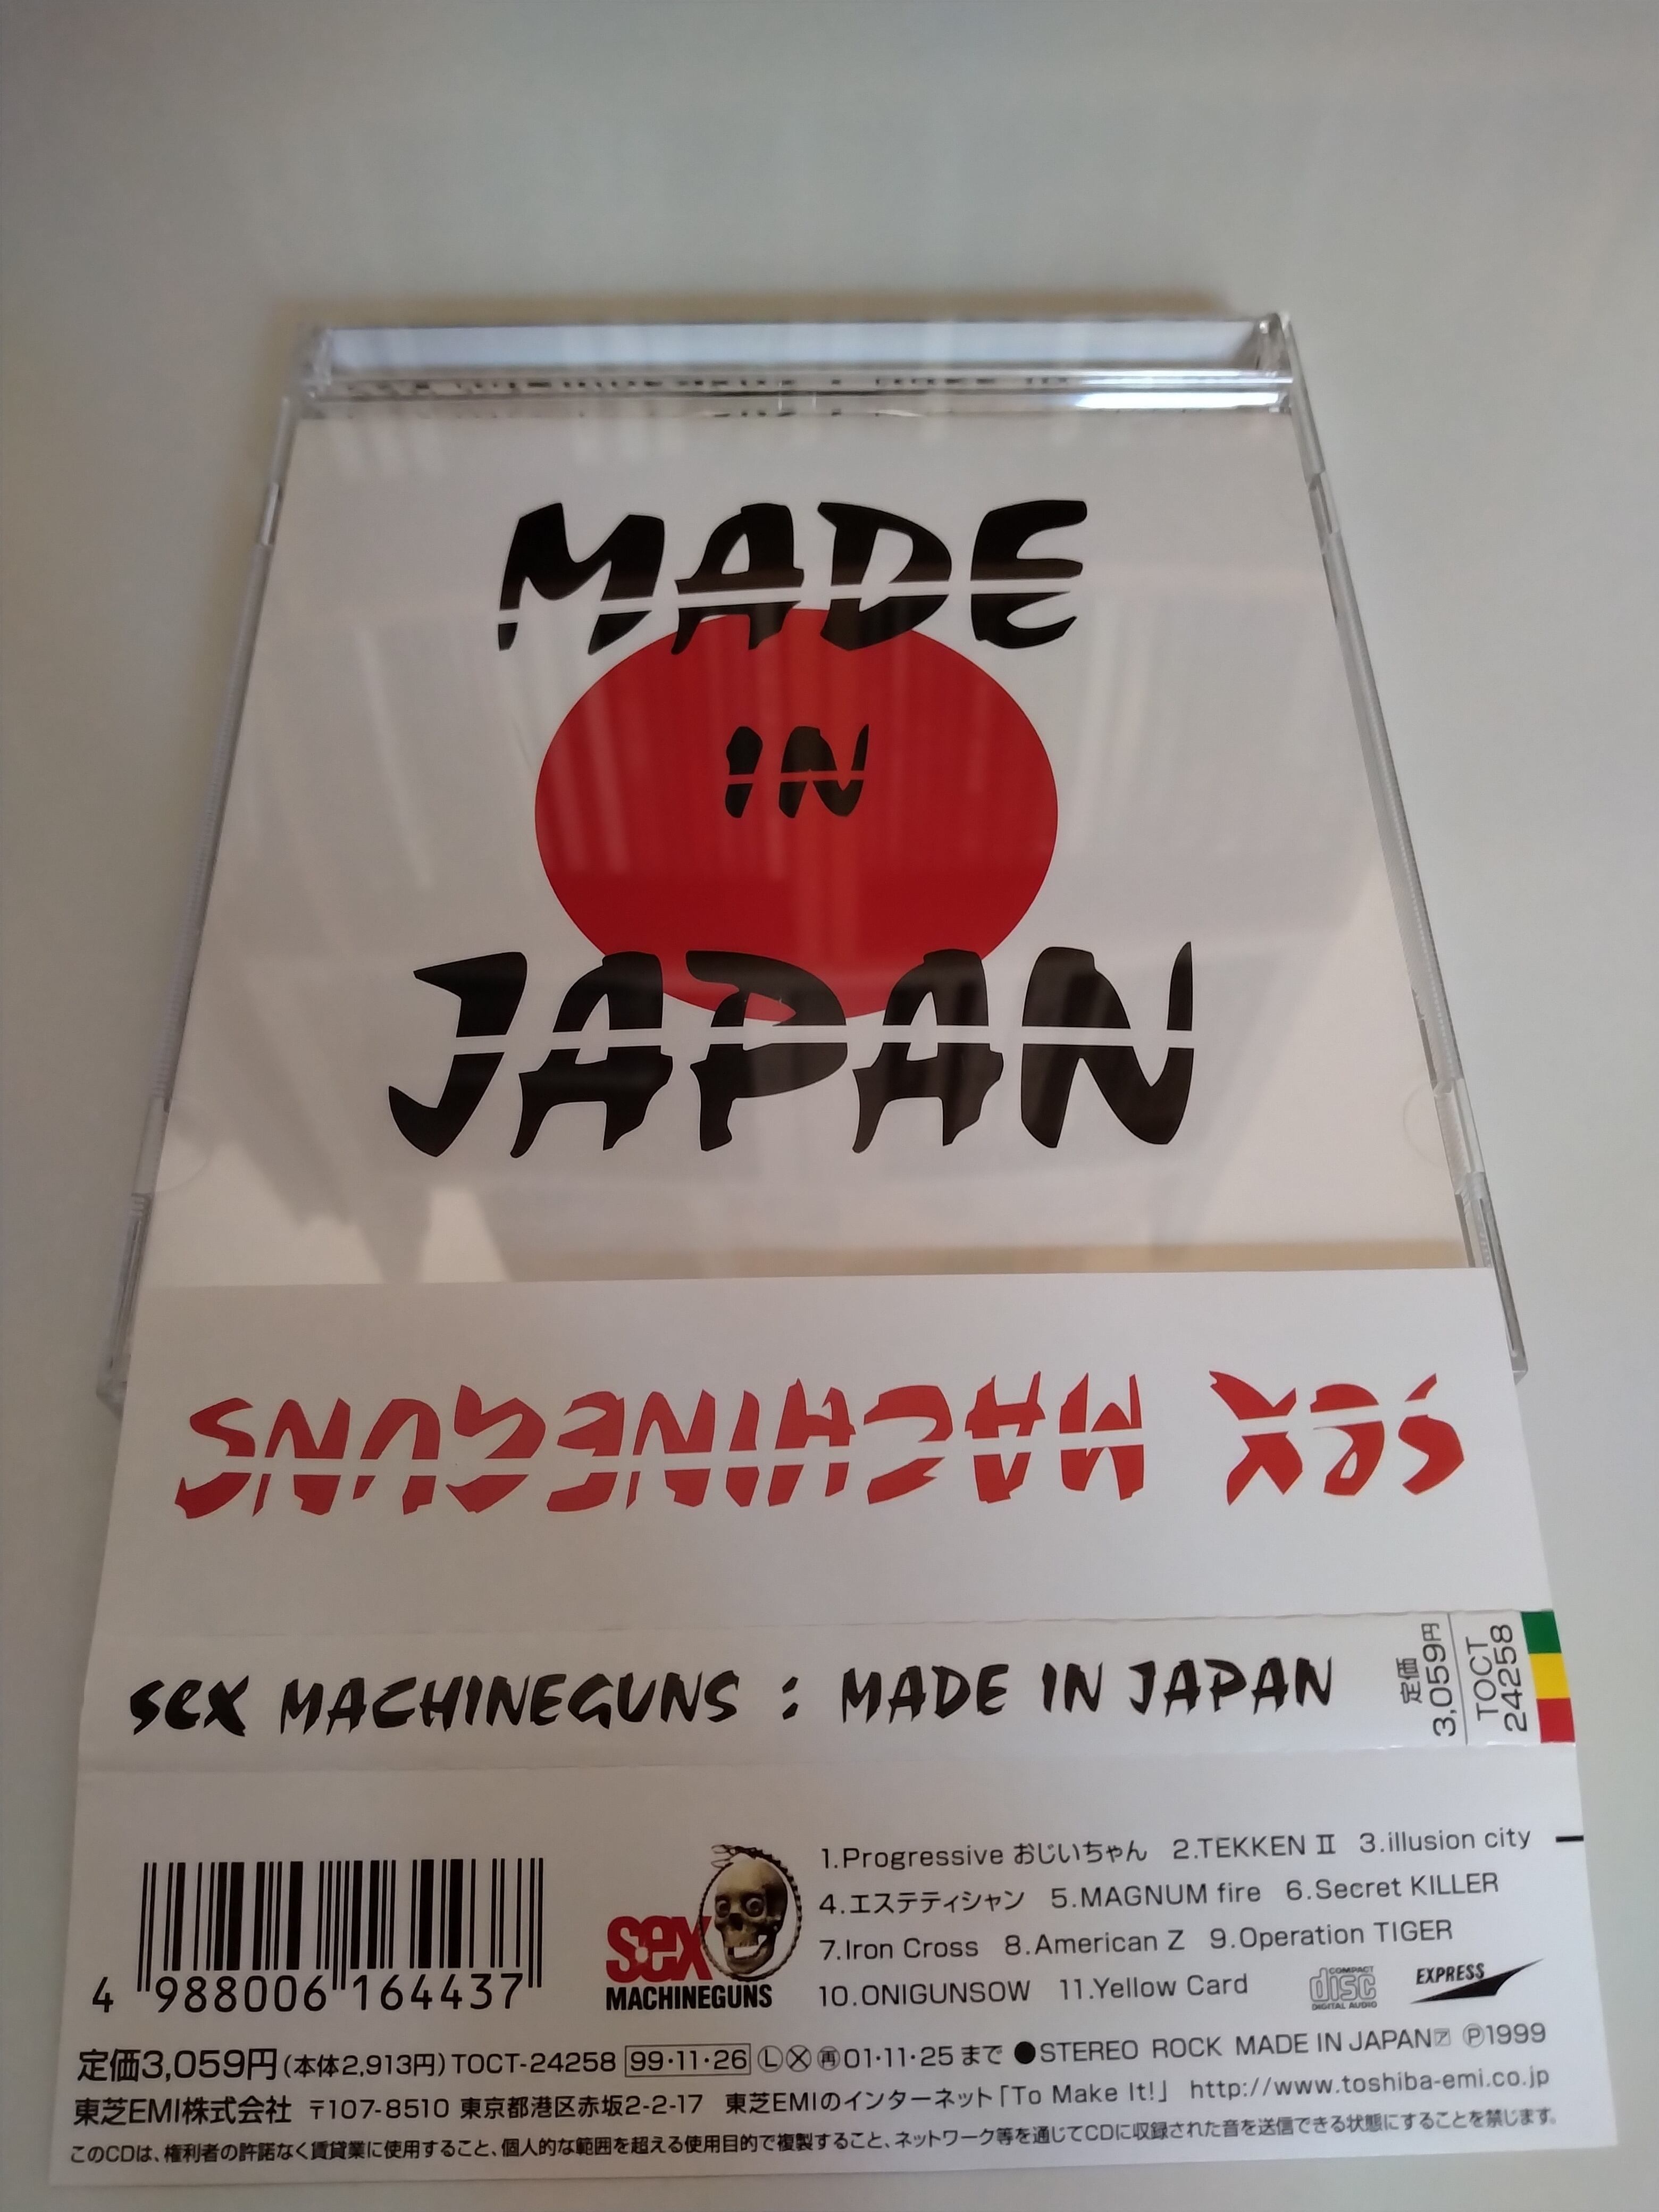 MADE
IN
JAPAN
SEX MACHINEGUNS
SEX MACHINEGUNS : MADE IN JAPAN
定価
3,059円
TOCT
24258
1.Progressive おじいちゃん 2.TEKKEN Ⅱ 3.illusion city
4.エステティシャン 5.MAGNUM fire 6.Secret KILLER
7.Iron Cross 8.American Z 9.Operation TIGER
10.ONIGUNSOW 11.Yellow Card
COMPACT
disc
DIGITAL AUDIO
EXPRESS
sex
MACHINEGUNS
4 988006 164437
定価3,059円(本体2,913円) TOCT-24258 99·11·26 Ⓛ Ⓧ ㊢01·11·25まで ●STEREO ROCK MADE IN JAPAN ア Ⓟ1999
東芝EMI株式会社 〒107-8510 東京都港区赤坂2-2-17 東芝EMIのインターネット「To Make It!」 http://www.toshiba-emi.co.jp
このCDは、権利者の許諾なく賃貸業に使用すること、個人的な範囲を超える使用目的で複製すること、ネットワーク等を通じてCDに収録された音を送信できる状態にすることを禁じます。